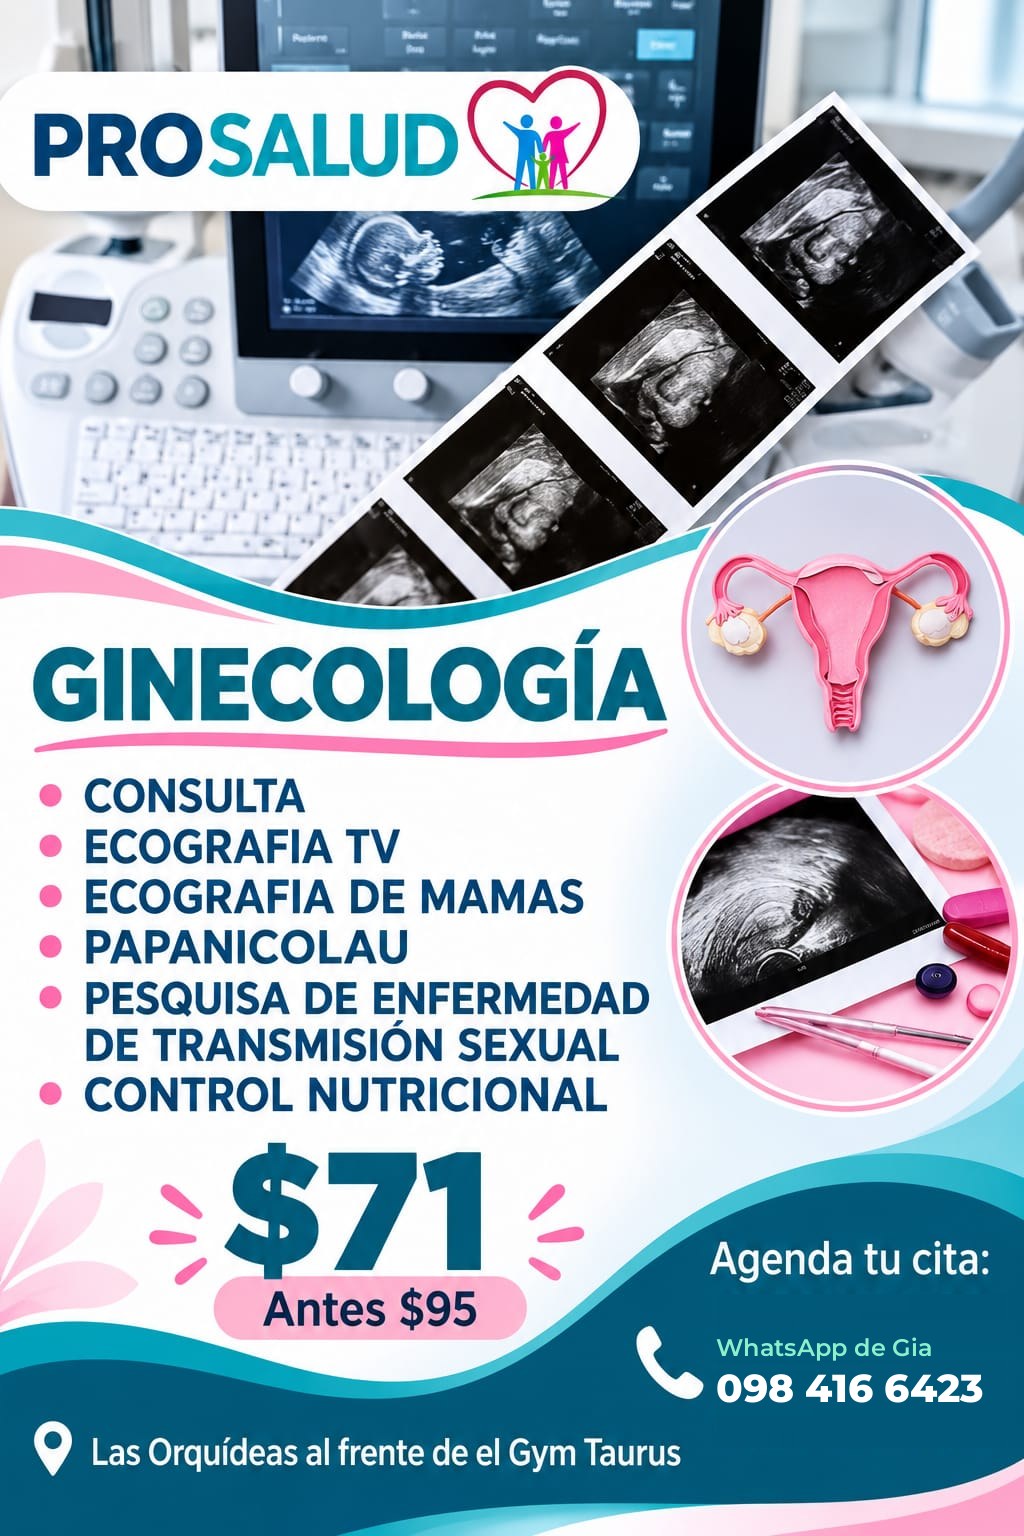 PROSALUD
GINECOLOGÍA
CONSULTA
ECOGRAFIA TV
ECOGRAFIA DE MAMAS
PAPANICOLAU
PESQUISA DE ENFERMEDAD
DE TRANSMISIÓN SEXUAL
CONTROL NUTRICIONAL
$71
Antes $95
Agenda tu cita:
WhatsApp de Gia
098 416 6423
Las Orquídeas al frente de el Gym Taurus